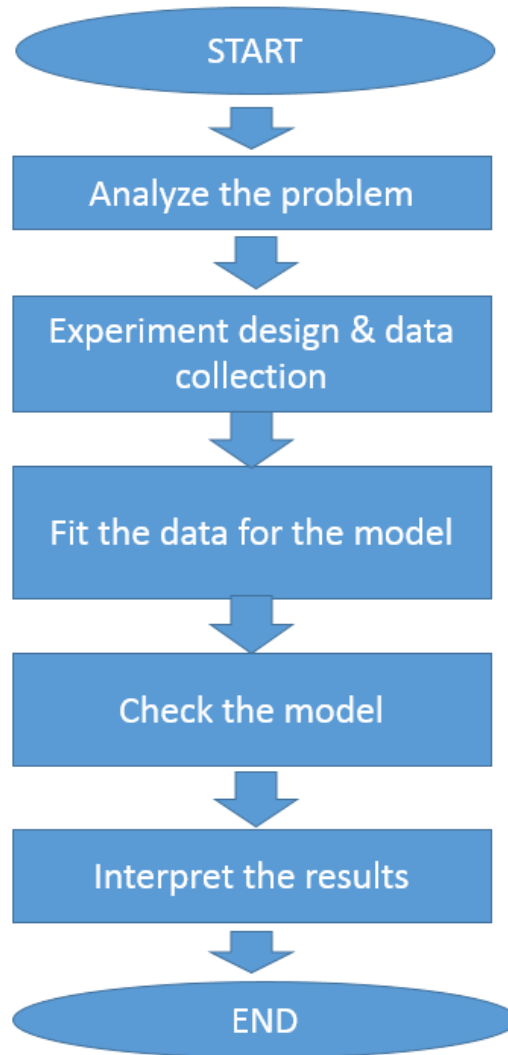 START
Analyze the problem
Experiment design & data
collection
Fit the data for the model
Check the model
Interpret the results
END